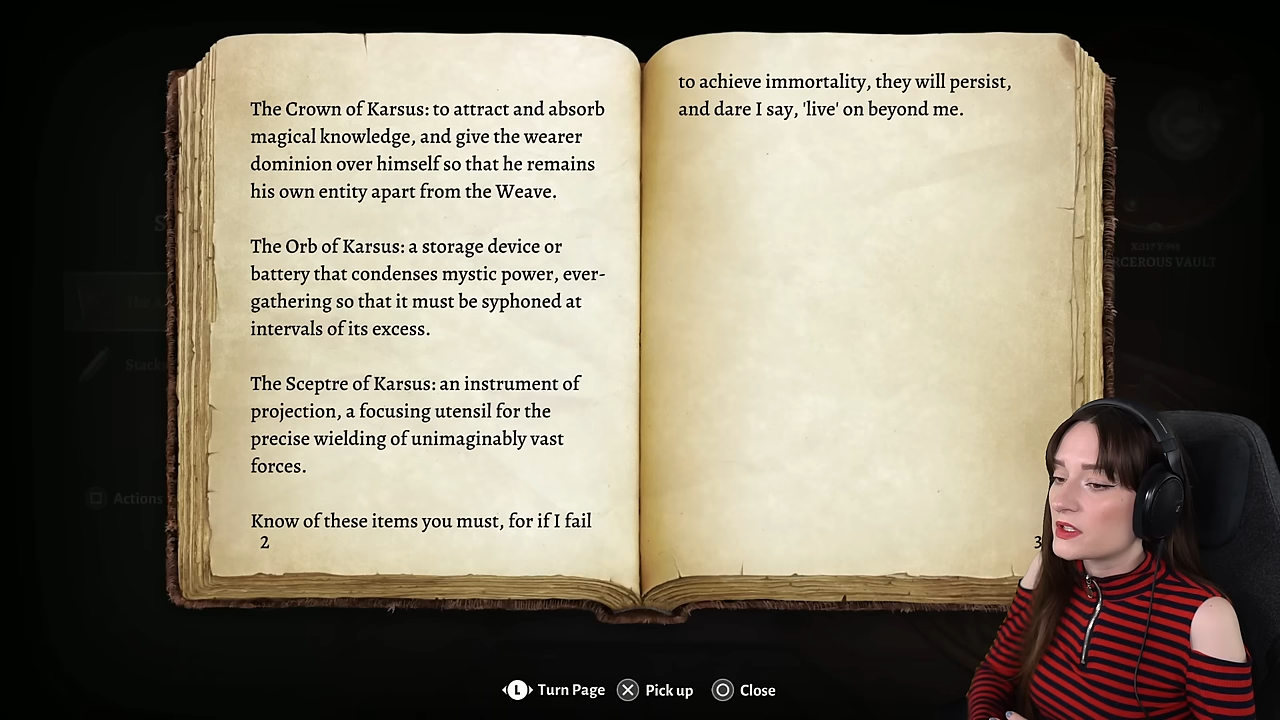 The Crown of Karsus: to attract and absorb
magical knowledge, and give the wearer
dominion over himself so that he remains
his own entity apart from the Weave.
The Orb of Karsus: a storage device or
battery that condenses mystic power, ever-
gathering so that it must be syphoned at
intervals of its excess.
The Sceptre of Karsus: an instrument of
projection, a focusing utensil for the
precise wielding of unimaginably vast
forces.
Know of these items you must, for if I fail
2
to achieve immortality, they will persist,
and dare I say, 'live' on beyond me.
3
Actions
L Turn Page Pick up Close